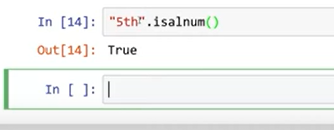 In [14]: "5th".isalnum()
Out[14]: True
In [ ]: